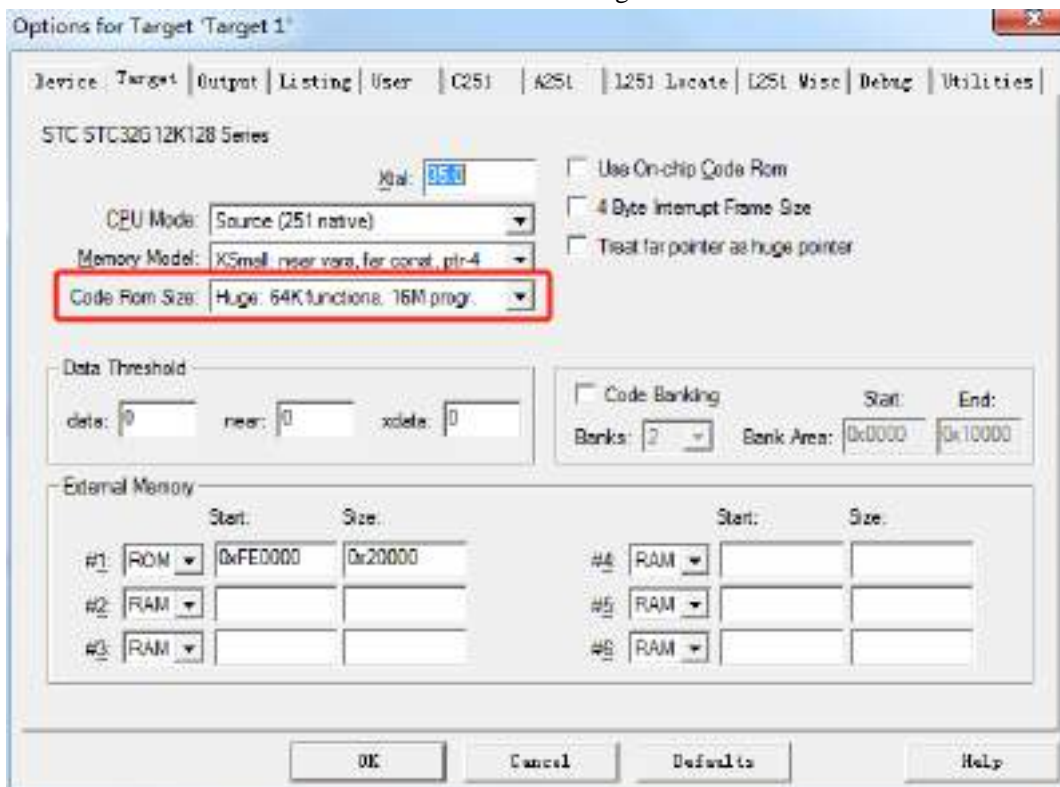 Options for Target 'Target 1'
Device Target Output Listing User C251 A251 L251 Locate L251 Misc Debug Utilities
STC STC32G12K128 Series
Xtal: 35.0
Use On-chip Code Rom
CPU Mode: Source (251 native)
4 Byte Interrupt Frame Size
Memory Model: XSmall: near vars, far const, ptr-4
Treat far pointer as huge pointer
Code Rom Size: Huge: 64K functions, 16M progr.
Data Threshold
data: 0 near: 0 xdata: 0
Code Banking Start: End:
Banks: 2 Bank Area: 0x0000 0x10000
External Memory
Start: Size: Start: Size:
#1: ROM 0xFE0000 0x20000 #4: RAM
#2: RAM #5: RAM
#3: RAM #6: RAM
OK Cancel Defaults Help